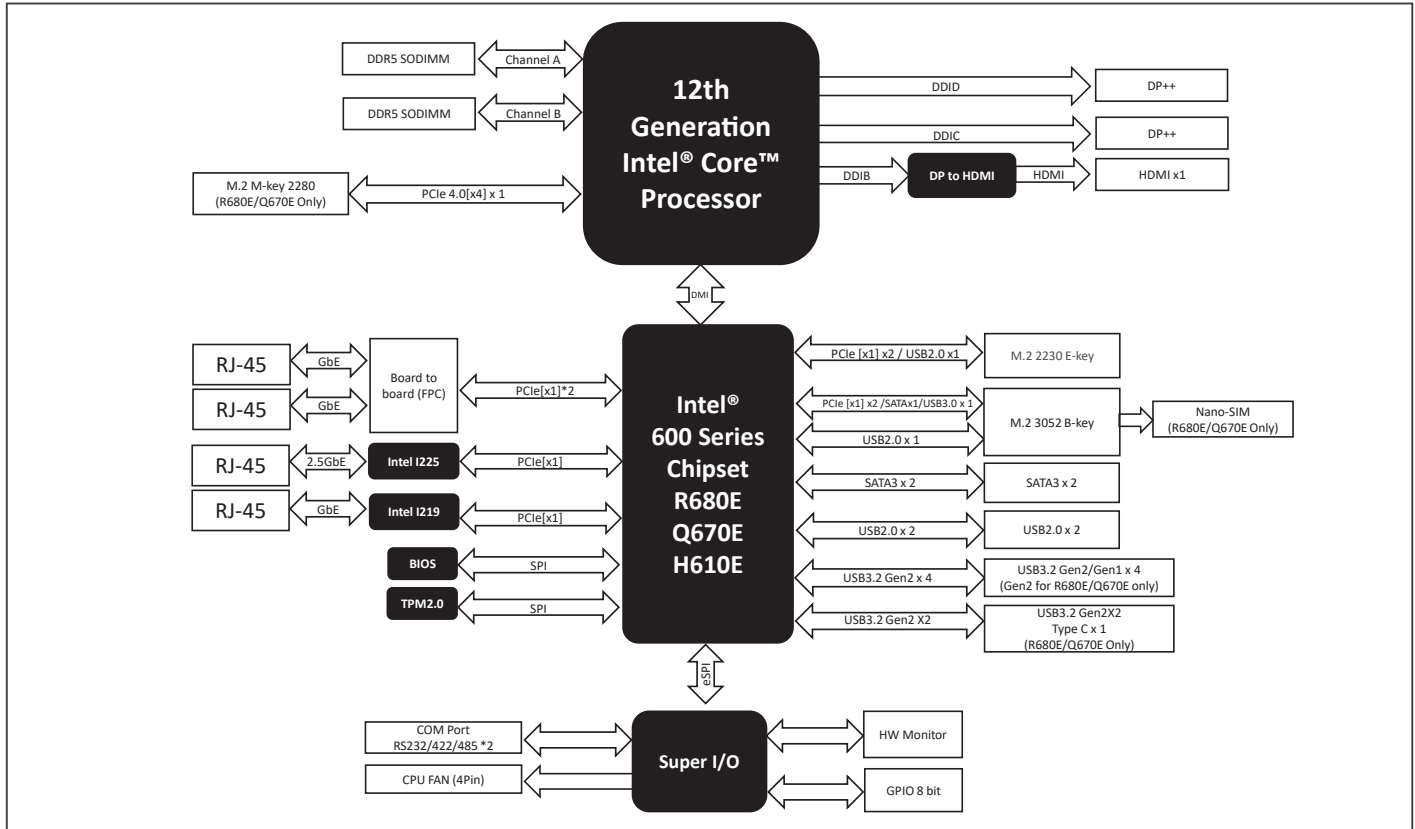 DDR5 SODIMM
Channel A
DDR5 SODIMM
Channel B
M.2 M-key 2280
(R680E/Q670E Only)
PCIe 4.0[x4] x 1
12th
Generation
Intel® Core™
Processor
DDID
DP++
DDIC
DP++
DDIB
DP to HDMI
HDMI
HDMI x1
DMI
RJ-45
GbE
RJ-45
GbE
Board to
board (FPC)
PCIe[x1]*2
RJ-45
2.5GbE
Intel I225
PCIe[x1]
RJ-45
GbE
Intel I219
PCIe[x1]
BIOS
SPI
TPM2.0
SPI
Intel®
600 Series
Chipset
R680E
Q670E
H610E
PCIe [x1] x2 / USB2.0 x1
M.2 2230 E-key
PCIe [x1] x2 /SATAx1/USB3.0 x 1
USB2.0 x 1
M.2 3052 B-key
Nano-SIM
(R680E/Q670E Only)
SATA3 x 2
SATA3 x 2
USB2.0 x 2
USB2.0 x 2
USB3.2 Gen2 x 4
USB3.2 Gen2/Gen1 x 4
(Gen2 for R680E/Q670E only)
USB3.2 Gen2 X2
USB3.2 Gen2X2
Type C x 1
(R680E/Q670E Only)
eSPI
COM Port
RS232/422/485 *2
CPU FAN (4Pin)
Super I/O
HW Monitor
GPIO 8 bit